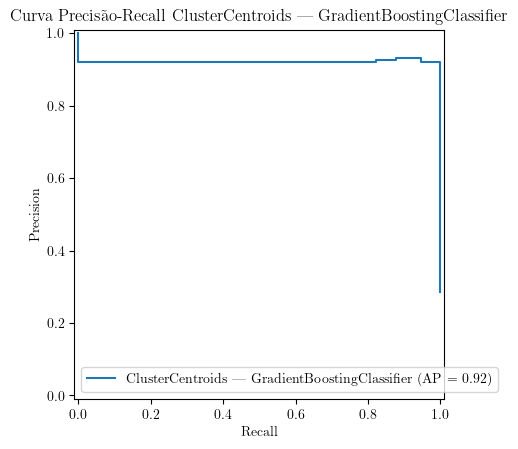 Curva Precisão-Recall ClusterCentroids — GradientBoostingClassifier
1.0
0.8
0.6
0.4
0.2
0.0
Precision
ClusterCentroids — GradientBoostingClassifier (AP = 0.92)
0.0 0.2 0.4 0.6 0.8 1.0
Recall